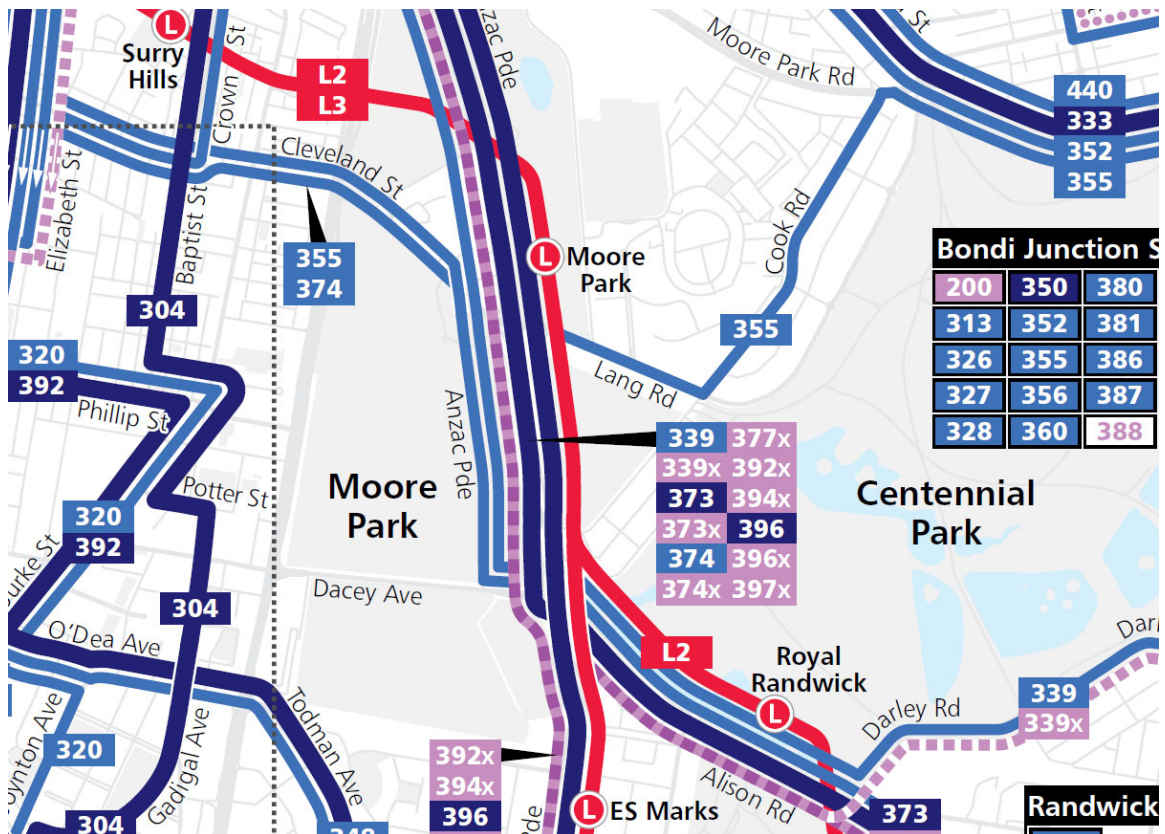 Surry
Hills
L
L2
L3
Crown St
Anzac Pde
Moore Park Rd
St
440
333
352
355
Cleveland St
Elizabeth St
Baptist St
355
374
L
Moore
Park
Cook Rd
355
Lang Rd
Bondi Junction S
200 350 380
313 352 381
326 355 386
327 356 387
328 360 388
304
320
392
Phillip St
Anzac Pde
339 377x
339x 392x
373 394x
373x 396
374 396x
374x 397x
Moore
Park
Centennial
Park
Potter St
320
392
304
Dacey Ave
O'Dea Ave
L2
Royal
Randwick
L
Darley Rd
339
339x
320
Gadigal Ave
Todman Ave
392x
394x
396
Pde
L
ES Marks
Alison Rd
373
Randwick
304
348